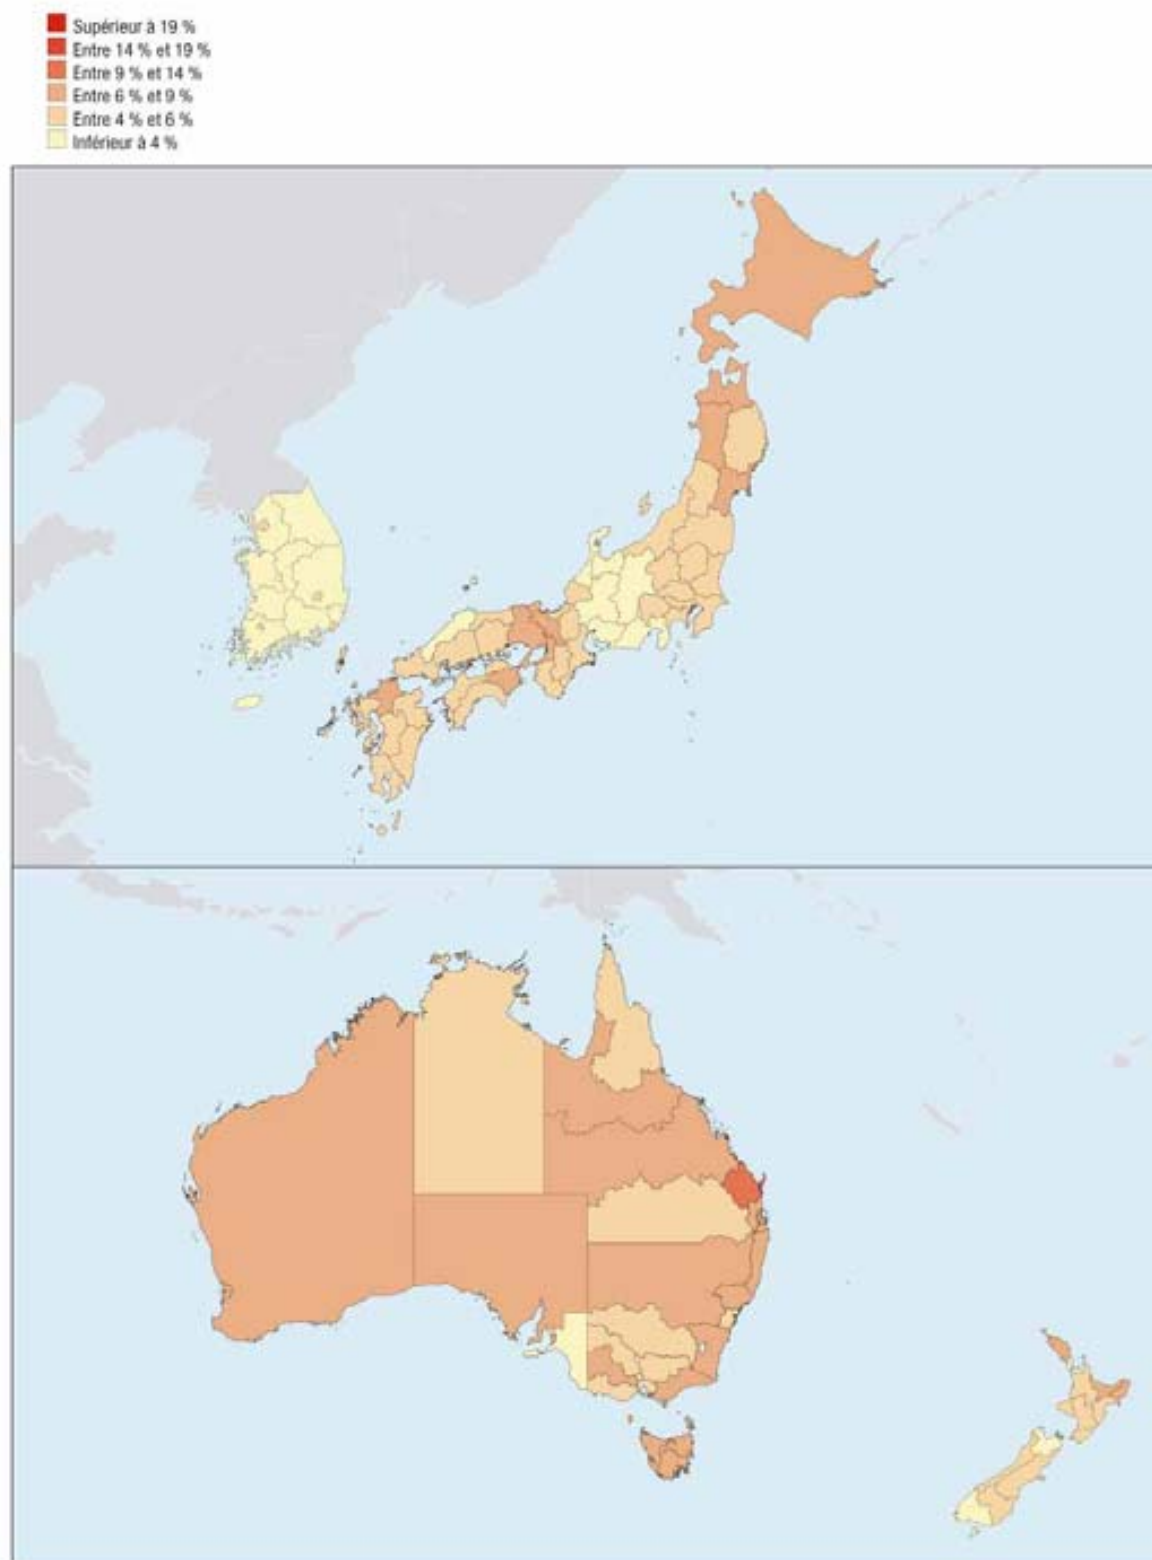 Supérieur à 19 %
Entre 14 % et 19 %
Entre 9 % et 14 %
Entre 6 % et 9 %
Entre 4 % et 6 %
Inférieur à 4 %